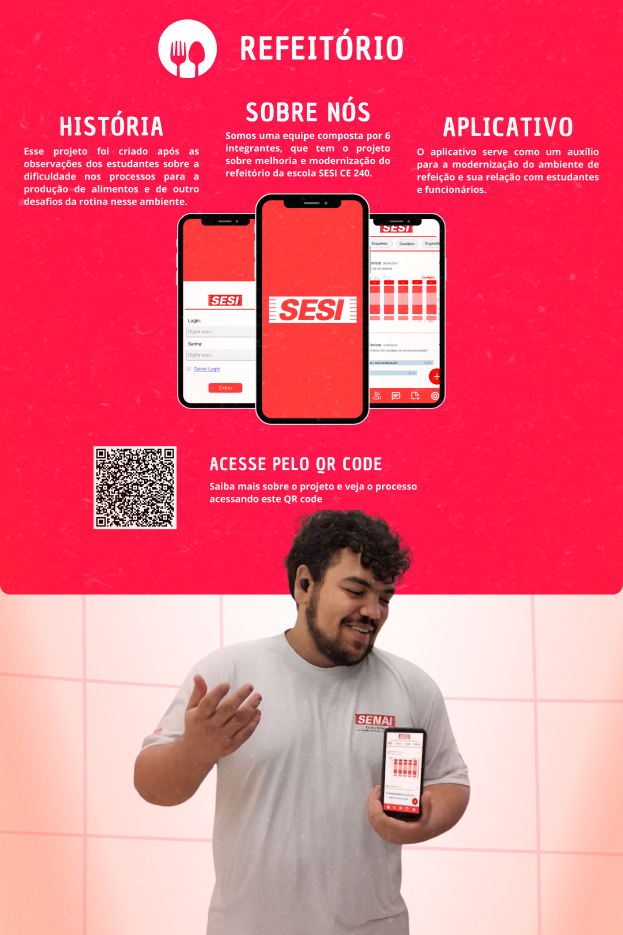 REFEITÓRIO
HISTÓRIA
Esse projeto foi criado após as
observações dos estudantes sobre a
dificuldade nos processos para a
produção de alimentos e de outro
desafios da rotina nesse ambiente.
SOBRE NÓS
Somos uma equipe composta por 6
integrantes, que tem o projeto
sobre melhoria e modernização do
refeitório da escola SESI CE 240.
APLICATIVO
O aplicativo serve como um auxílio
para a modernização do ambiente de
refeição e sua relação com estudantes
e funcionários.
SESI
Login:
Digite aqui...
Senha:
Digite aqui...
Salvar Login
Entrar
SESI
SESI
Enquetes
Cardápio
Cardápio
ACESSE PELO QR CODE
Saiba mais sobre o projeto e veja o processo
acessando este QR code
SENAI
SESI